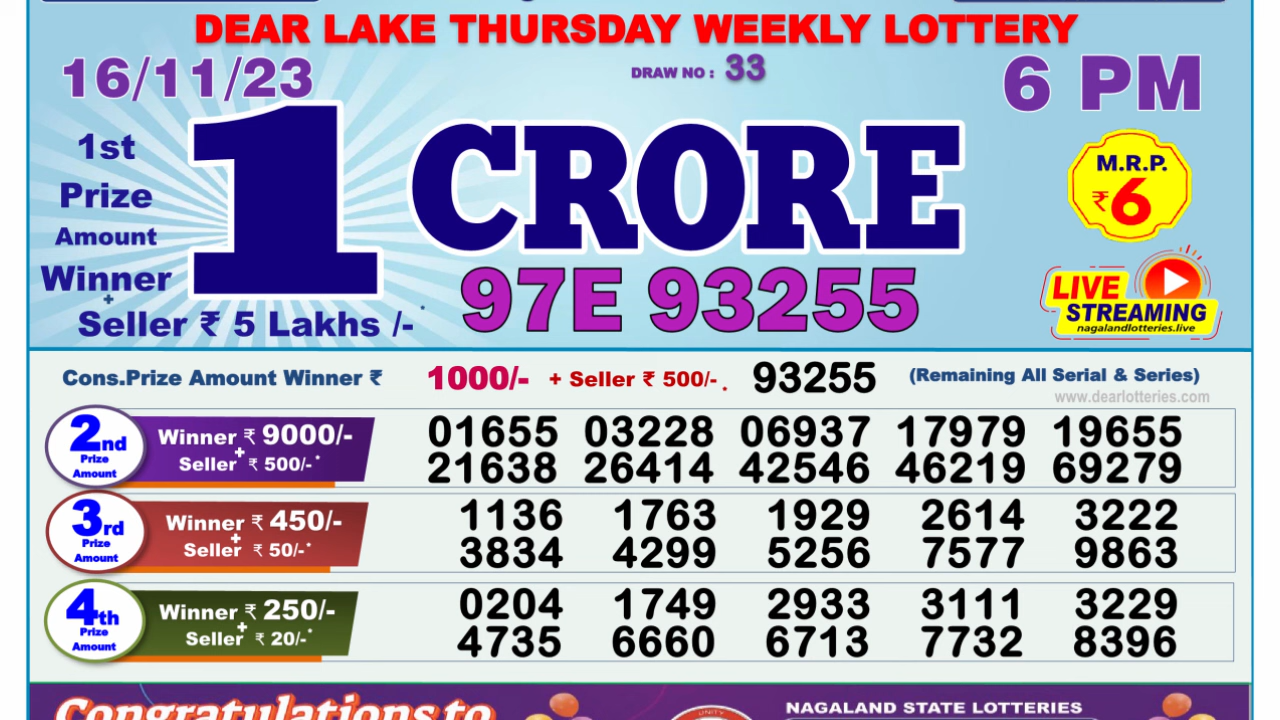 DEAR LAKE THURSDAY WEEKLY LOTTERY
16/11/23 DRAW NO : 33 6 PM
1st Prize Amount Winner + Seller ₹ 5 Lakhs /- *
1 CRORE
97E 93255
M.R.P.
₹6
LIVE
STREAMING
nagalandlotteries.live
Cons.Prize Amount Winner ₹ 1000/- + Seller ₹ 500/- . 93255 (Remaining All Serial & Series)
www.dearlotteries.com
2nd Prize Amount Winner ₹ 9000/- + Seller ₹ 500/- *
01655 03228 06937 17979 19655
21638 26414 42546 46219 69279
3rd Prize Amount Winner ₹ 450/- + Seller ₹ 50/- *
1136 1763 1929 2614 3222
3834 4299 5256 7577 9863
4th Prize Amount Winner ₹ 250/- + Seller ₹ 20/- *
0204 1749 2933 3111 3229
4735 6660 6713 7732 8396
Congratulations to
UNITY
NAGALAND STATE LOTTERIES